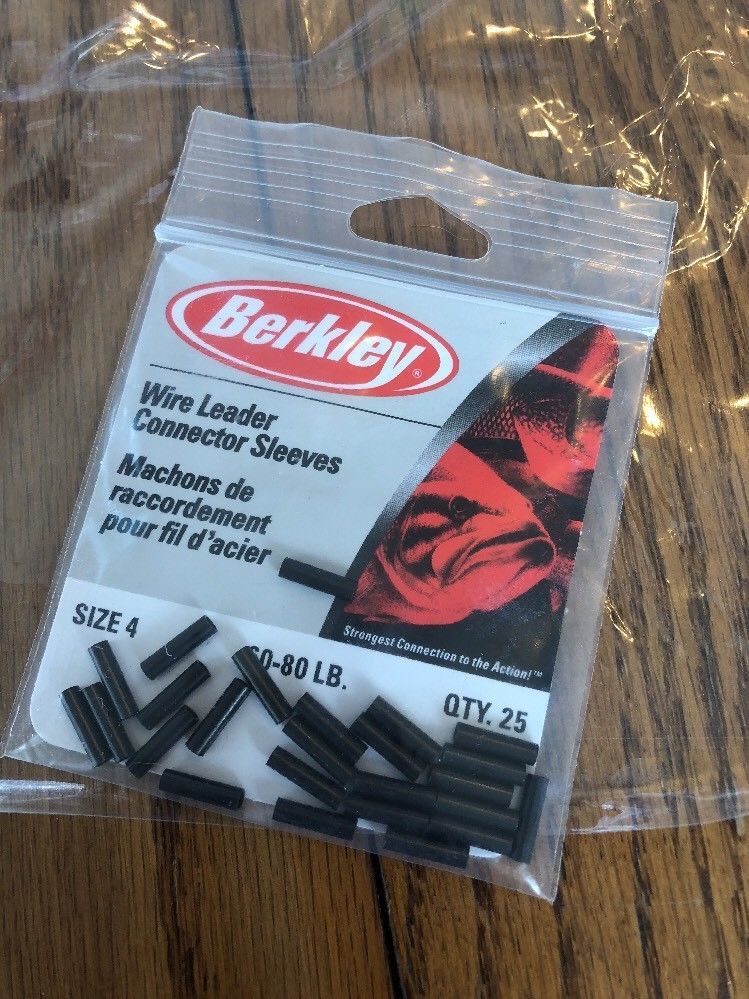 Berkley®
Wire Leader
Connector Sleeves
Machons de
raccordement
pour fil d'acier
Strongest Connection to the Action!™
SIZE 4
0-80 LB.
QTY. 25